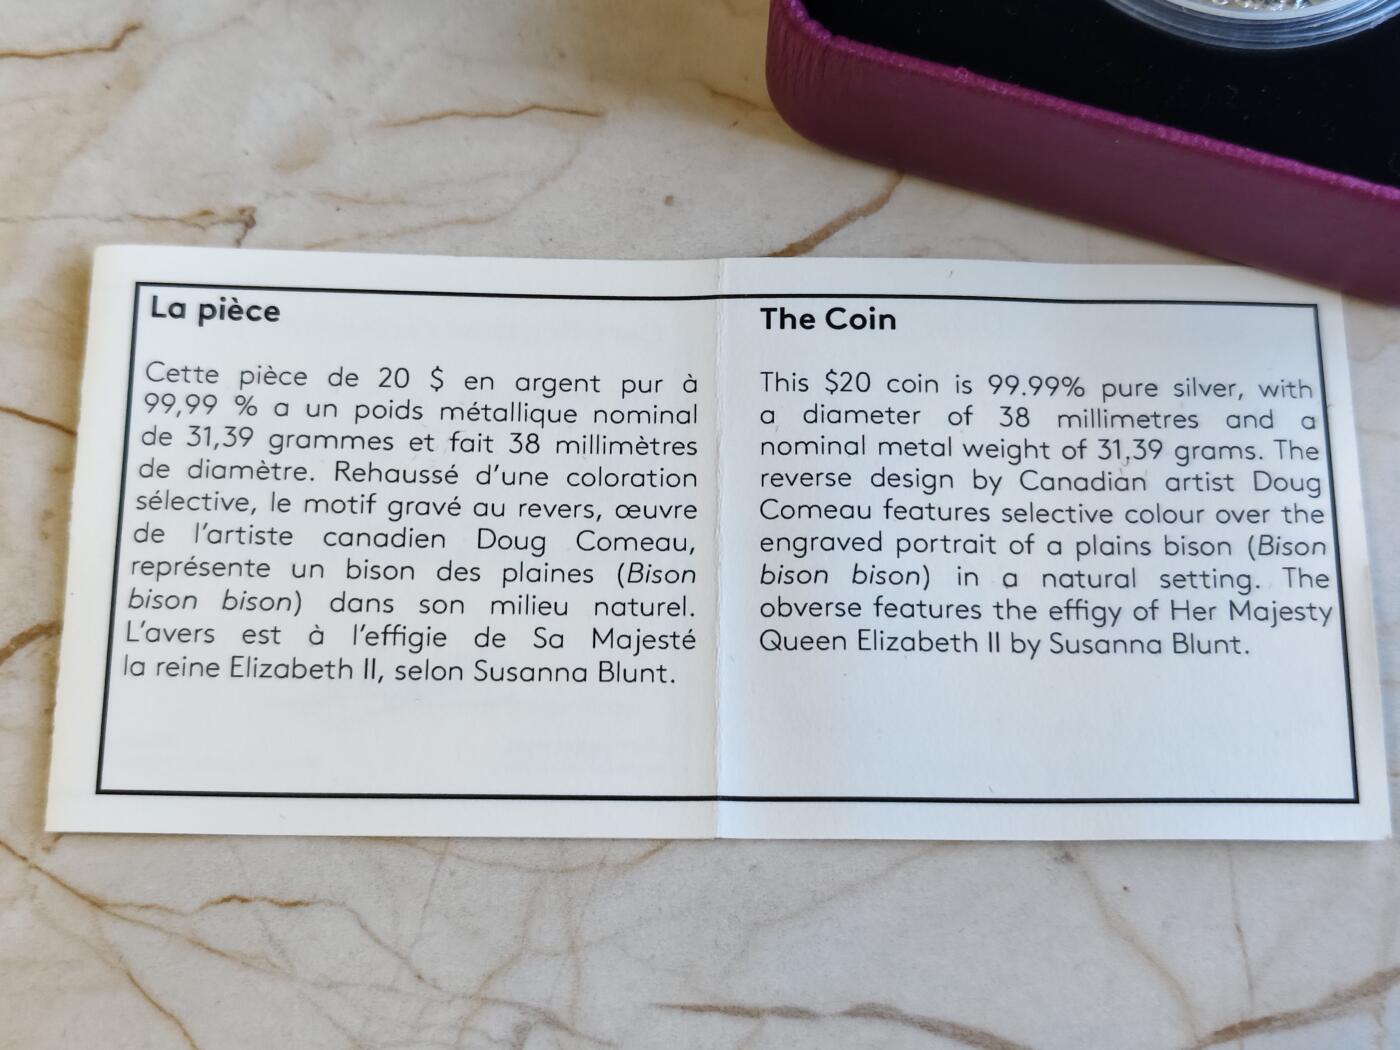 La pièce
Cette pièce de 20 $ en argent pur à
99,99 % a un poids métallique nominal
de 31,39 grammes et fait 38 millimètres
de diamètre. Rehaussé d'une coloration
sélective, le motif gravé au revers, œuvre
de l'artiste canadien Doug Comeau,
représente un bison des plaines (Bison
bison bison) dans son milieu naturel.
L'avers est à l'effigie de Sa Majesté
la reine Elizabeth II, selon Susanna Blunt.
The Coin
This $20 coin is 99.99% pure silver, with
a diameter of 38 millimetres and a
nominal metal weight of 31,39 grams. The
reverse design by Canadian artist Doug
Comeau features selective colour over the
engraved portrait of a plains bison (Bison
bison bison) in a natural setting. The
obverse features the effigy of Her Majesty
Queen Elizabeth II by Susanna Blunt.